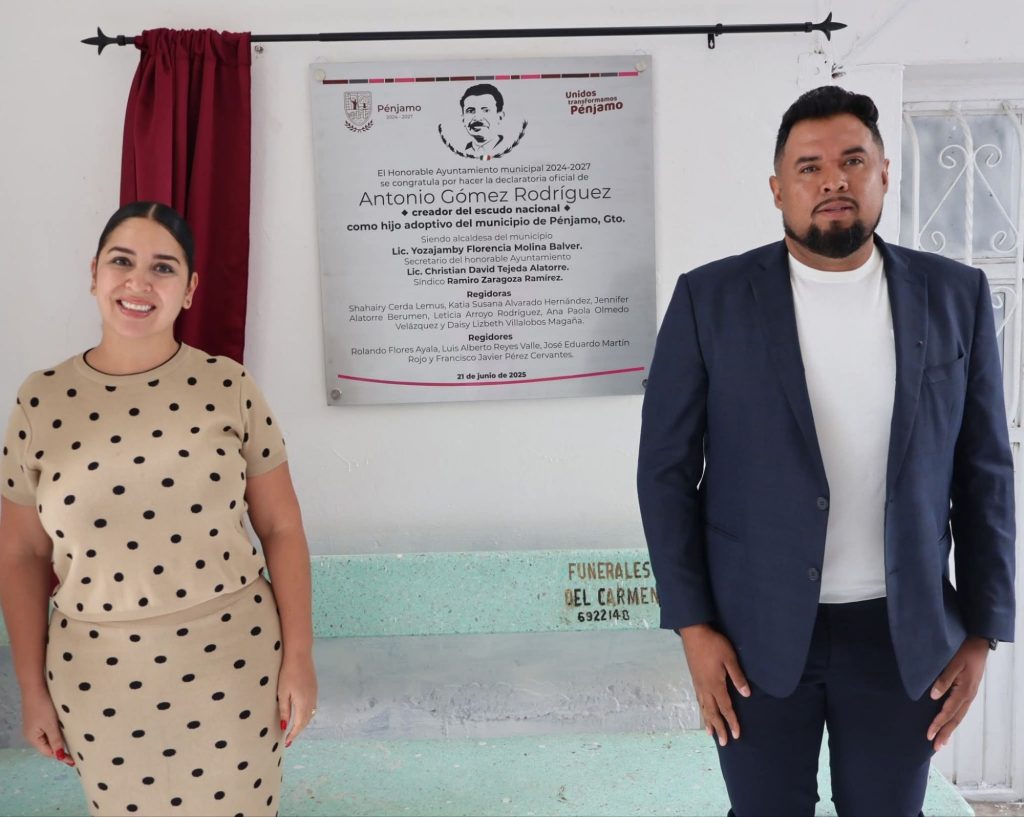 Pénjamo
2024 - 2027
Unidos
transformamos
Pénjamo
El Honorable Ayuntamiento municipal 2024-2027
se congratula por hacer la declaratoria oficial de
Antonio Gómez Rodríguez
creador del escudo nacional
como hijo adoptivo del municipio de Pénjamo, Gto.
Siendo alcaldesa del municipio
Lic. Yozajamby Florencia Molina Balver.
Secretario del honorable Ayuntamiento
Lic. Christian David Tejeda Alatorre.
Síndico Ramiro Zaragoza Ramírez.
Regidoras
Shahairy Cerda Lemus, Katia Susana Alvarado Hernández, Jennifer
Alatorre Berumen, Leticia Arroyo Rodríguez, Ana Paola Olmedo
Velázquez y Daisy Lizbeth Villalobos Magaña.
Regidores
Rolando Flores Ayala, Luis Alberto Reyes Valle, José Eduardo Martín
Rojo y Francisco Javier Pérez Cervantes.
21 de junio de 2025
FUNERALES
DEL CARMEN
6922148